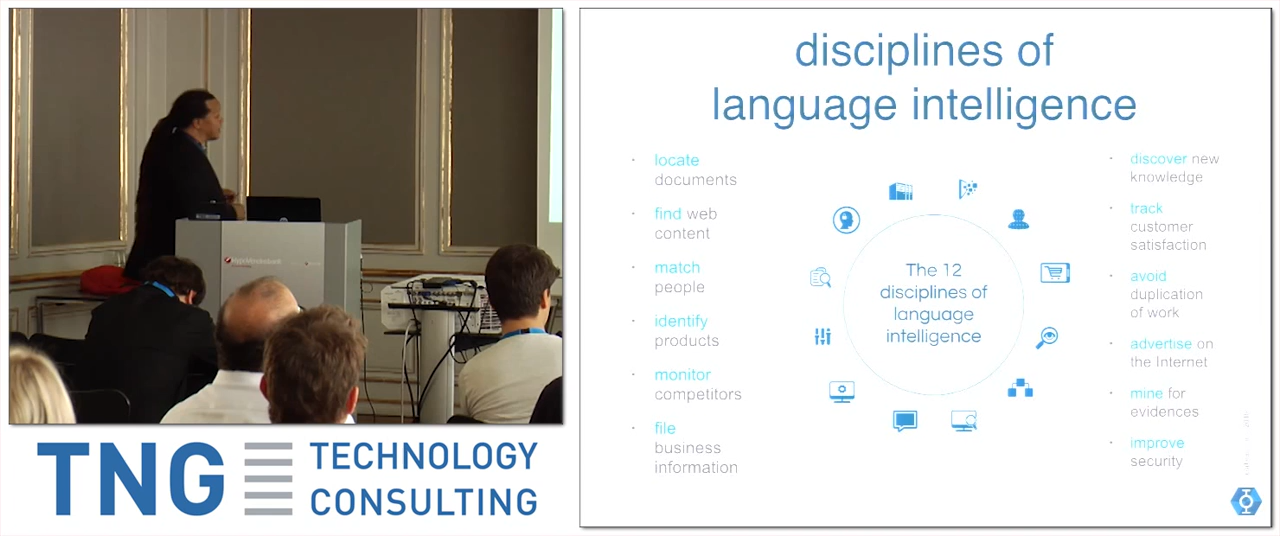 disciplines of
language intelligence
locate
documents
find web
content
match
people
identify
products
monitor
competitors
file
business
information
The 12
disciplines of
language
intelligence
discover new
knowledge
track
customer
satisfaction
avoid
duplication
of work
advertise on
the Internet
mine for
evidences
improve
security
HypoVereinsbank
TNG
TECHNOLOGY
CONSULTING